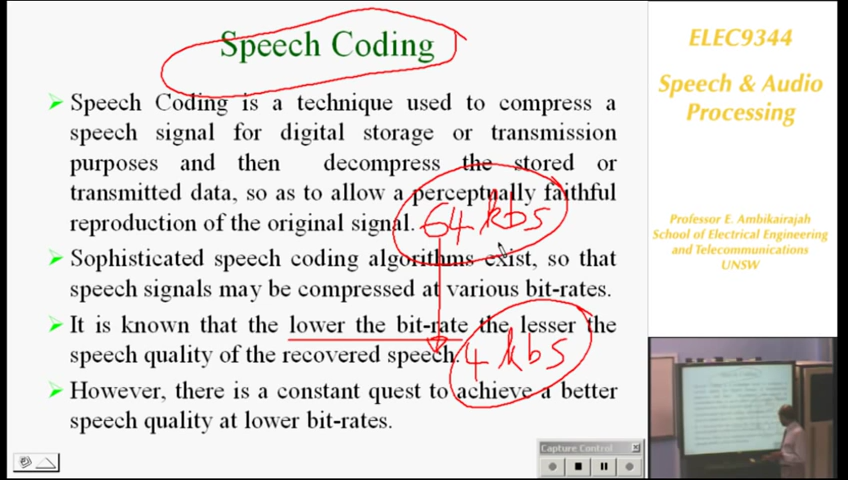 Speech Coding
Speech Coding is a technique used to compress a
speech signal for digital storage or transmission
purposes and then decompress the stored or
transmitted data, so as to allow a perceptually faithful
reproduction of the original signal.
64 kbs
Sophisticated speech coding algorithms exist, so that
speech signals may be compressed at various bit-rates.
It is known that the lower the bit-rate the lesser the
speech quality of the recovered speech.
4 kbs
However, there is a constant quest to achieve a better
speech quality at lower bit-rates.
Capture Control
ELEC9344
Speech & Audio
Processing
Professor E. Ambikairajah
School of Electrical Engineering
and Telecommunications
UNSW